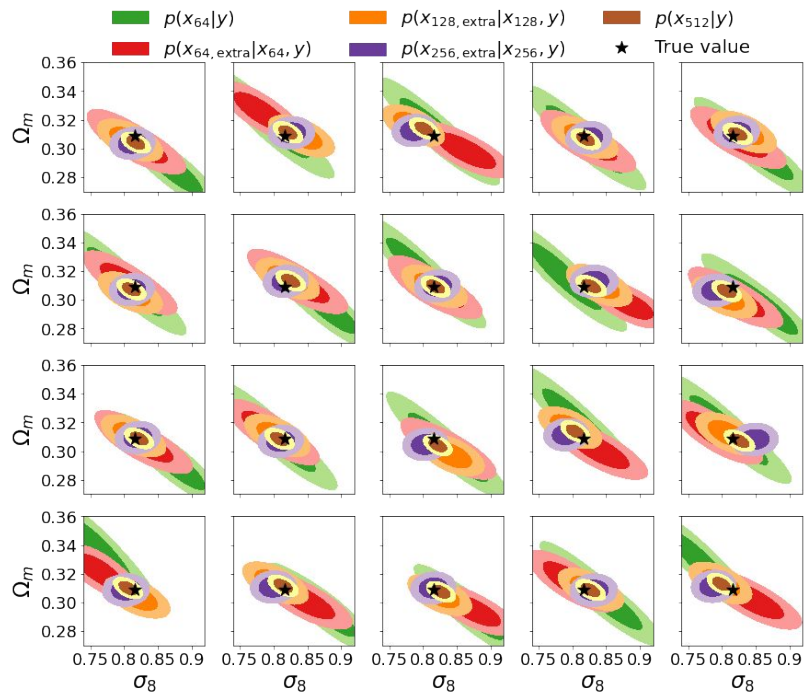 p(x₆₄|y) p(x₁₂₈,extra|x₁₂₈, y) p(x₅₁₂|y)
p(x₆₄,extra|x₆₄, y) p(x₂₅₆,extra|x₂₅₆, y) True value
0.36
Ωm
0.34
0.32
0.30
0.28
0.36
Ωm
0.34
0.32
0.30
0.28
0.36
Ωm
0.34
0.32
0.30
0.28
0.36
Ωm
0.34
0.32
0.30
0.28
0.75 0.8 0.85 0.9 0.75 0.8 0.85 0.9 0.75 0.8 0.85 0.9 0.75 0.8 0.85 0.9 0.75 0.8 0.85 0.9
σ₈ σ₈ σ₈ σ₈ σ₈